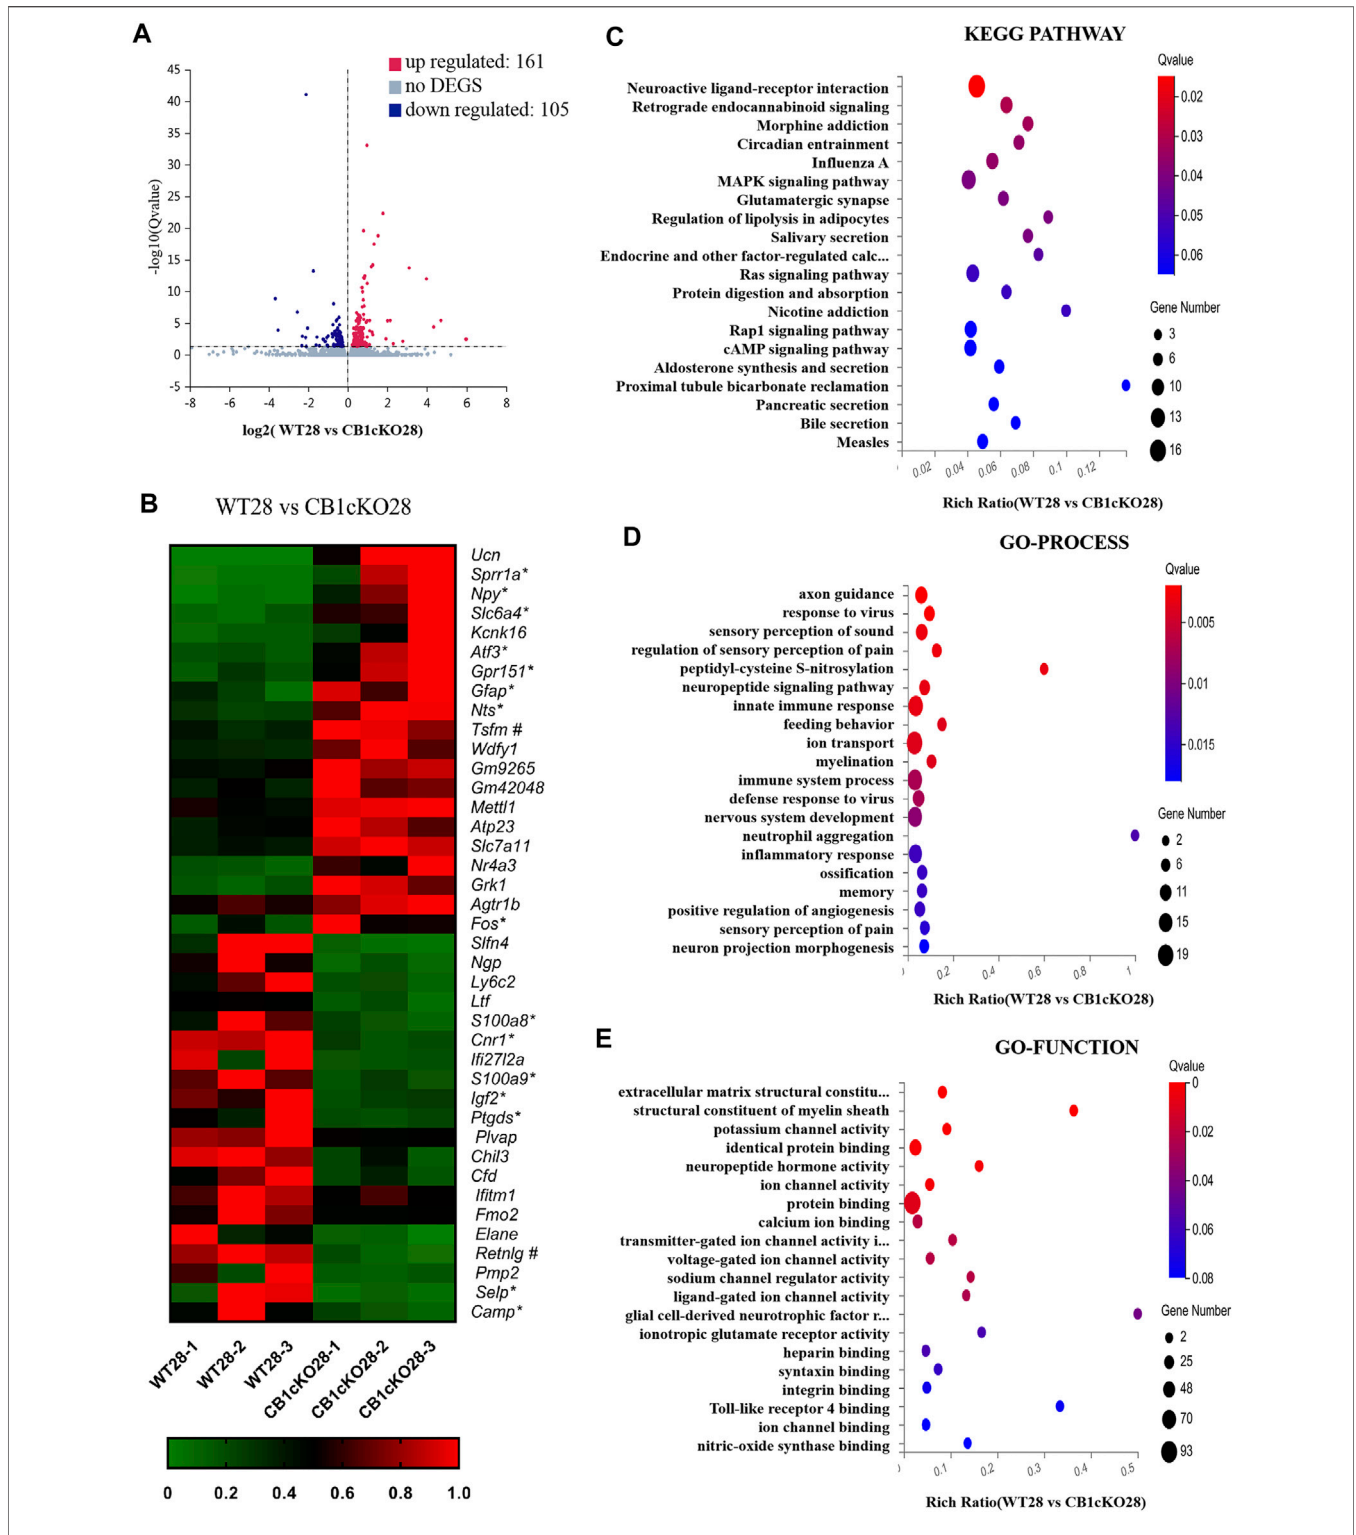 A
up regulated: 161
no DEGS
down regulated: 105
45
40
35
30
25
20
15
10
5
0
-5
-log10(Qvalue)
-8
-6
-4
-2
0
2
4
6
8
log2( WT28 vs CB1cKO28)
B
WT28 vs CB1cKO28
Ucn
Sprr1a*
Npy*
Slc6a4*
Kcnk16
Atf3*
Gpr151*
Gfap*
Nts*
Tsfm #
Wdfy1
Gm9265
Gm42048
Mettl1
Atp23
Slc7a11
Nr4a3
Grk1
Agtr1b
Fos*
Slfn4
Ngp
Ly6c2
Ltf
S100a8*
Cnr1*
Ifi27l2a
S100a9*
Igf2*
Ptgds*
Plvap
Chil3
Cfd
Ifitm1
Fmo2
Elane
Retnlg #
Pmp2
Selp*
Camp*
WT28-1
WT28-2
WT28-3
CB1cKO28-1
CB1cKO28-2
CB1cKO28-3
0
0.2
0.4
0.6
0.8
1.0
C
KEGG PATHWAY
Neuroactive ligand-receptor interaction
Retrograde endocannabinoid signaling
Morphine addiction
Circadian entrainment
Influenza A
MAPK signaling pathway
Glutamatergic synapse
Regulation of lipolysis in adipocytes
Salivary secretion
Endocrine and other factor-regulated calc...
Ras signaling pathway
Protein digestion and absorption
Nicotine addiction
Rap1 signaling pathway
cAMP signaling pathway
Aldosterone synthesis and secretion
Proximal tubule bicarbonate reclamation
Pancreatic secretion
Bile secretion
Measles
0.02
0.04
0.06
0.08
0.1
0.12
Rich Ratio(WT28 vs CB1cKO28)
Qvalue
0.02
0.03
0.04
0.05
0.06
Gene Number
3
6
10
13
16
D
GO-PROCESS
axon guidance
response to virus
sensory perception of sound
regulation of sensory perception of pain
peptidyl-cysteine S-nitrosylation
neuropeptide signaling pathway
innate immune response
feeding behavior
ion transport
myelination
immune system process
defense response to virus
nervous system development
neutrophil aggregation
inflammatory response
ossification
memory
positive regulation of angiogenesis
sensory perception of pain
neuron projection morphogenesis
0.2
0.4
0.6
0.8
1
Rich Ratio(WT28 vs CB1cKO28)
Qvalue
0.005
0.01
0.015
Gene Number
2
6
11
15
19
E
GO-FUNCTION
extracellular matrix structural constitu...
structural constituent of myelin sheath
potassium channel activity
identical protein binding
neuropeptide hormone activity
ion channel activity
protein binding
calcium ion binding
transmitter-gated ion channel activity i...
voltage-gated ion channel activity
sodium channel regulator activity
ligand-gated ion channel activity
glial cell-derived neurotrophic factor r...
ionotropic glutamate receptor activity
heparin binding
syntaxin binding
integrin binding
Toll-like receptor 4 binding
ion channel binding
nitric-oxide synthase binding
0.1
0.2
0.3
0.4
0.5
Rich Ratio(WT28 vs CB1cKO28)
Qvalue
0
0.02
0.04
0.06
0.08
Gene Number
2
25
48
70
93